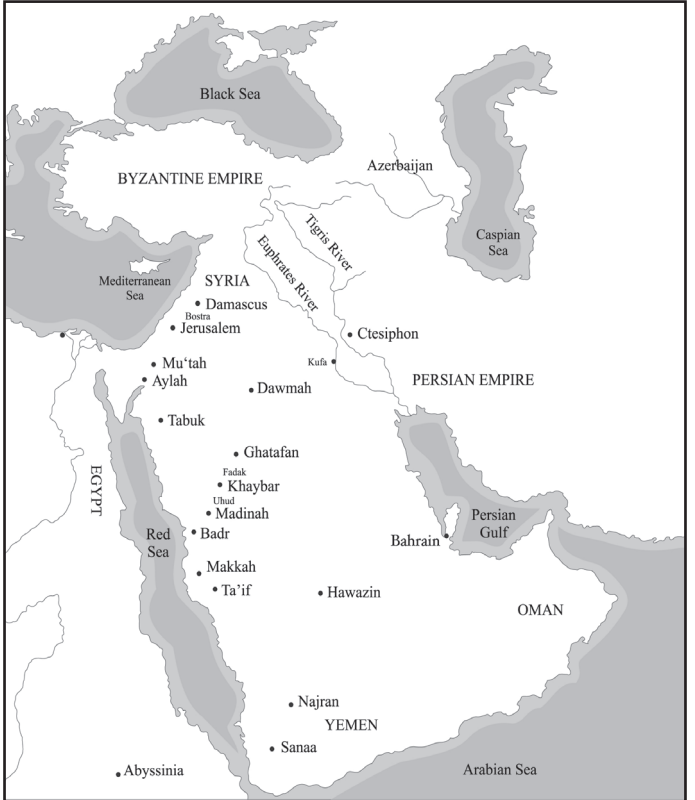 Black Sea
Azerbaijan
BYZANTINE EMPIRE
Tigris River
Caspian
Sea
Euphrates River
Mediterranean
Sea
SYRIA
Damascus
Bostra
Jerusalem
Ctesiphon
Kufa
Mu‘tah
Aylah
PERSIAN EMPIRE
Dawmah
Tabuk
Ghatafan
EGYPT
Fadak
Khaybar
Uhud
Madinah
Persian
Gulf
Badr
Red
Sea
Bahrain
Makkah
Ta’if
Hawazin
OMAN
Najran
YEMEN
Sanaa
Abyssinia
Arabian Sea